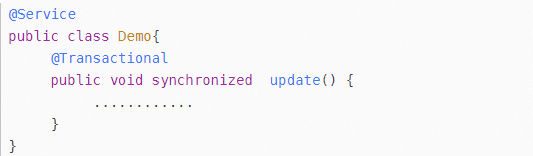 @Service
public class Demo{
@Transactional
public void synchronized  update() {
............
}
}